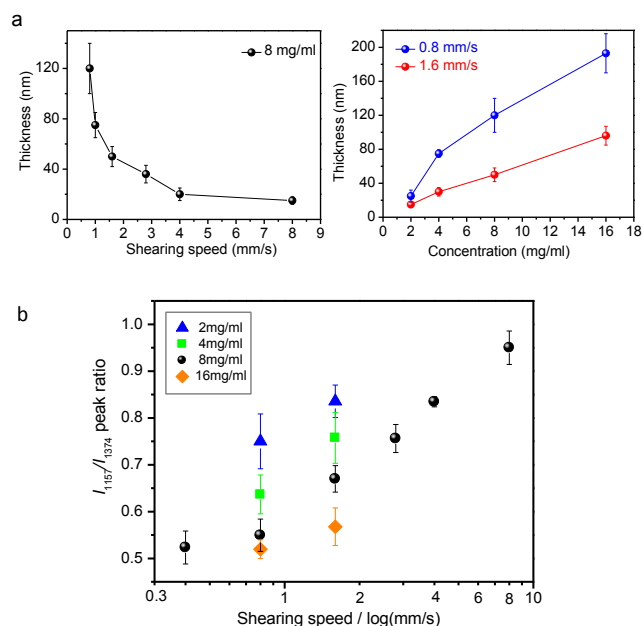 a
8 mg/ml
120
80
40
0
0 1 2 3 4 5 6 7 8 9
Thickness (nm)
Shearing speed (mm/s)
0.8 mm/s
1.6 mm/s
200
160
120
80
40
0
0 2 4 6 8 10 12 14 16 18
Thickness (nm)
Concentration (mg/ml)
b
2mg/ml
4mg/ml
8mg/ml
16mg/ml
1.0
0.9
0.8
0.7
0.6
0.5
0.3 1 2 4 6 8 10
I1157/I1374 peak ratio
Shearing speed / log(mm/s)